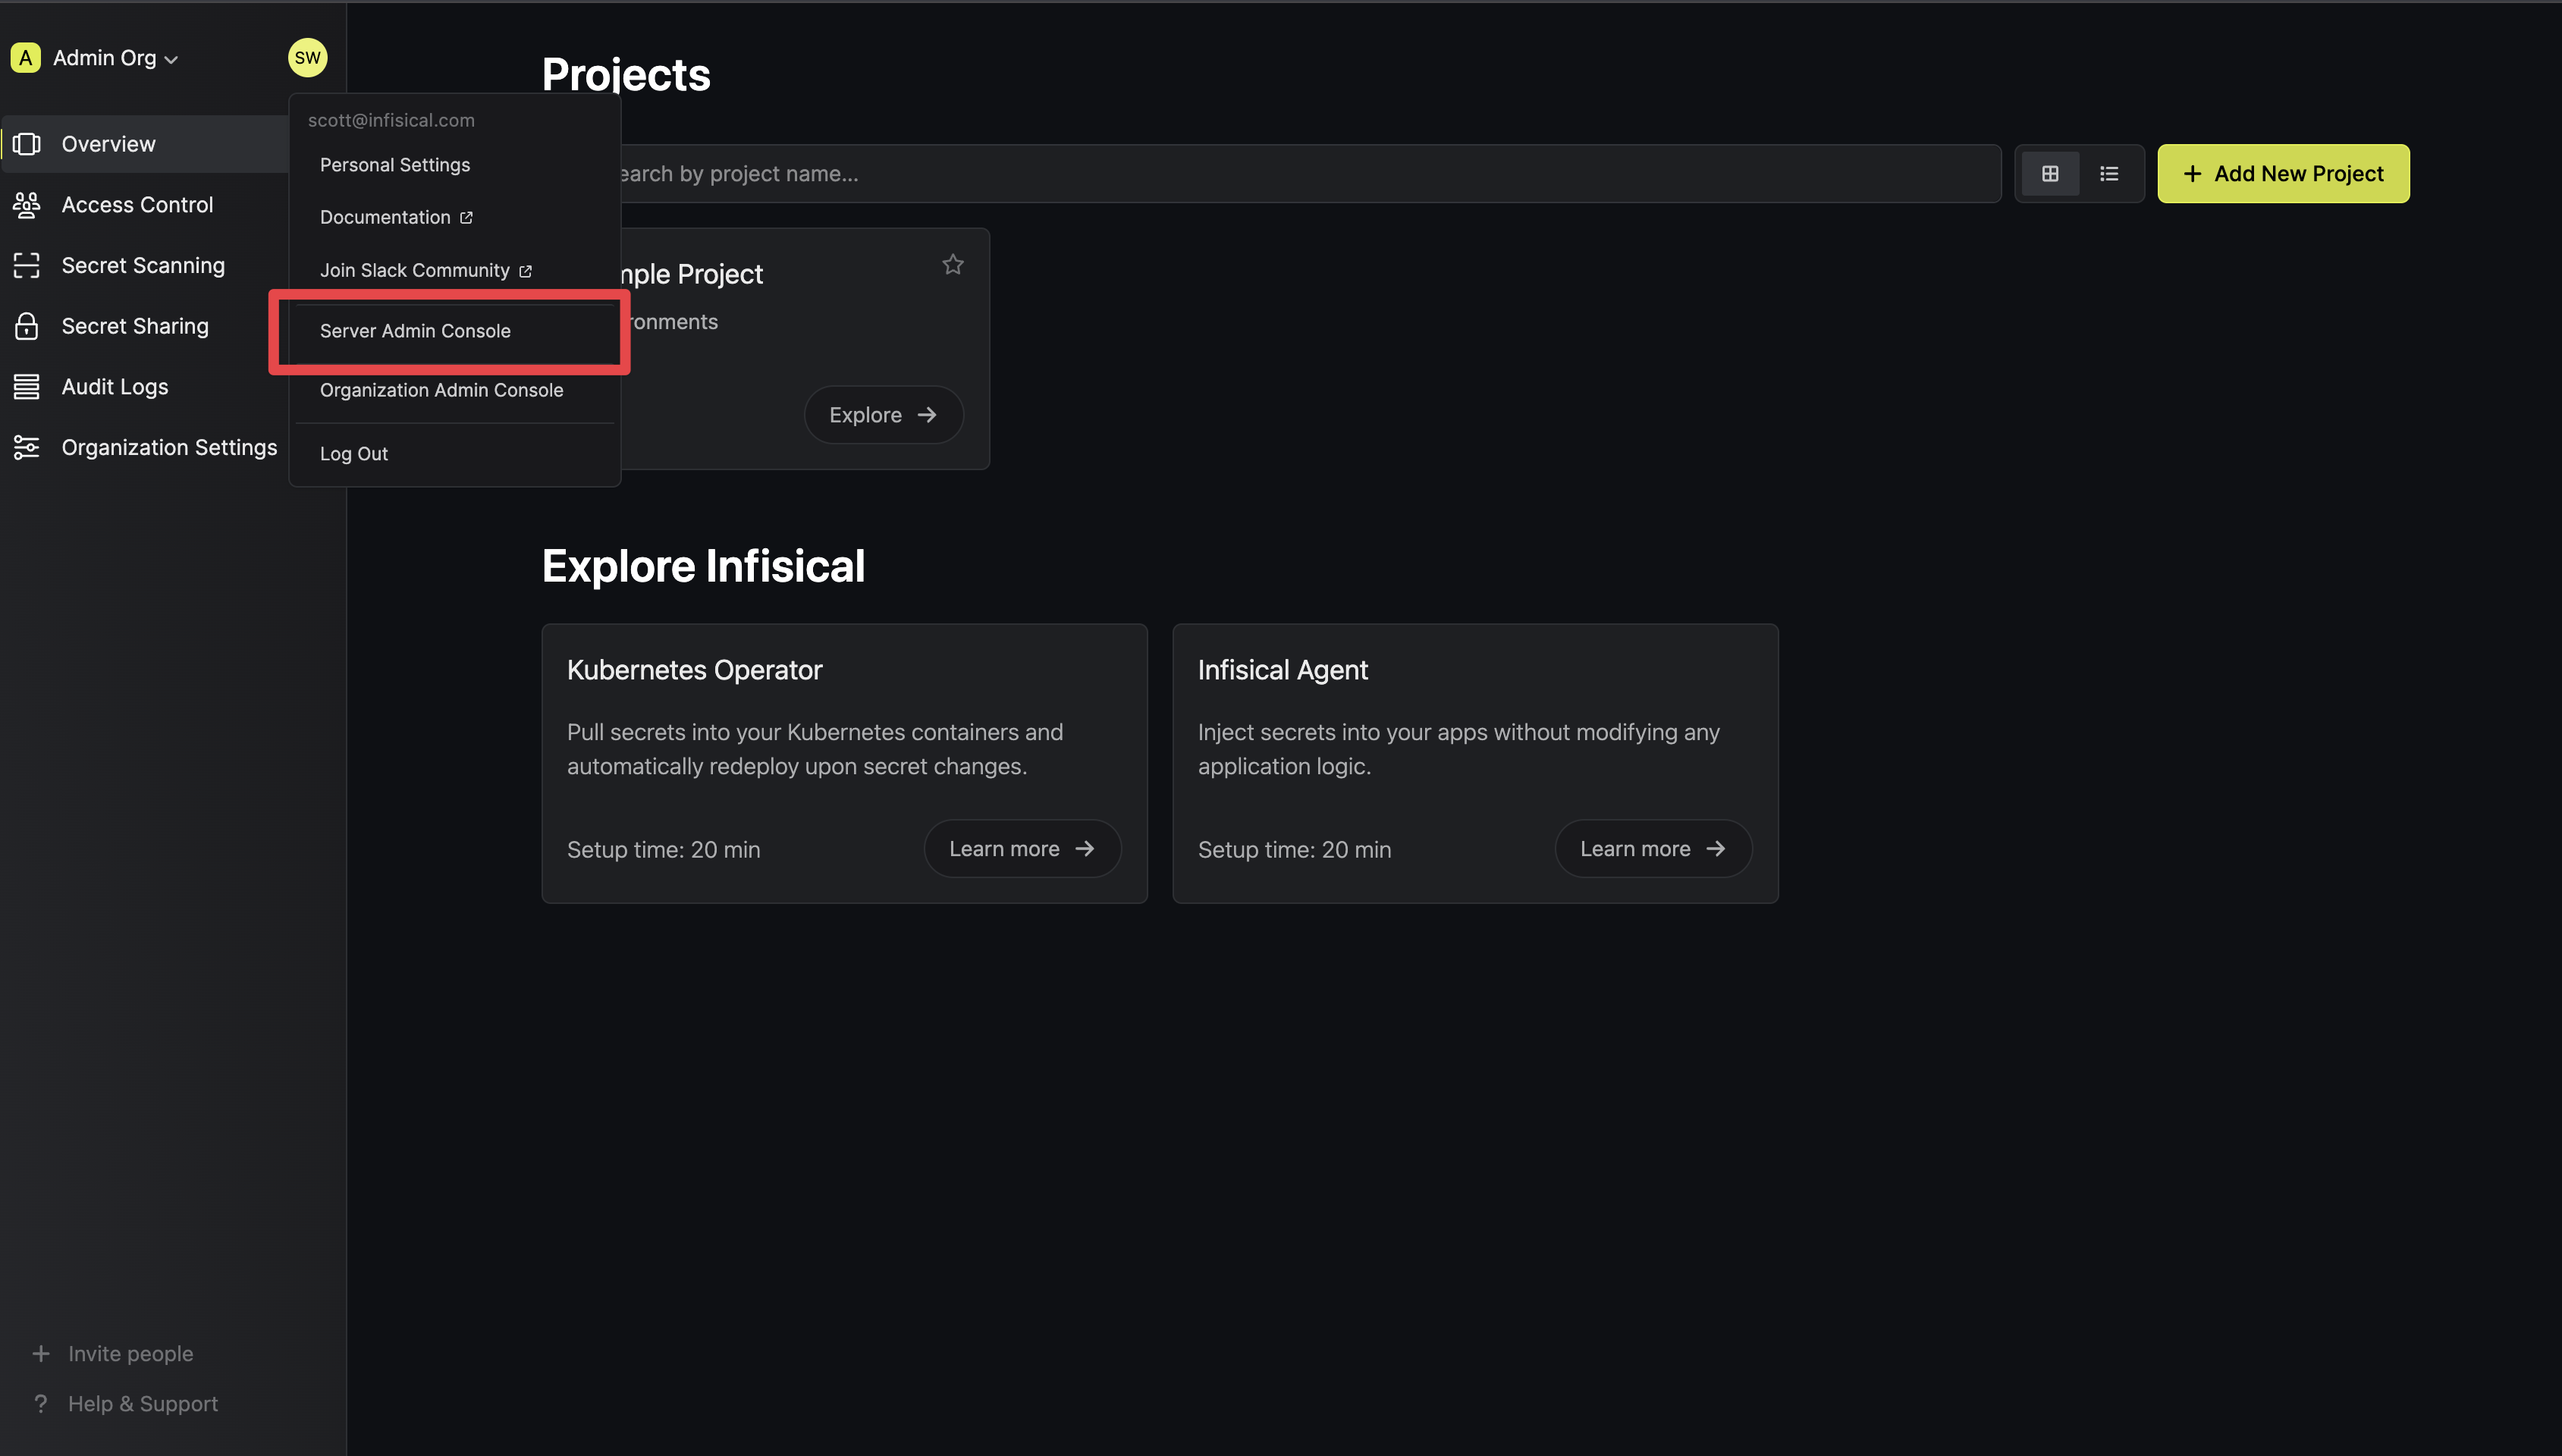 A Admin Org
SW
Overview
Access Control
Secret Scanning
Secret Sharing
Audit Logs
Organization Settings
scott@infisical.com
Personal Settings
Documentation
Join Slack Community
Server Admin Console
Organization Admin Console
Log Out
Projects
earch by project name...
+ Add New Project
mple Project
ronments
Explore →
Explore Infisical
Kubernetes Operator
Pull secrets into your Kubernetes containers and
automatically redeploy upon secret changes.
Setup time: 20 min
Learn more →
Infisical Agent
Inject secrets into your apps without modifying any
application logic.
Setup time: 20 min
Learn more →
+ Invite people
? Help & Support